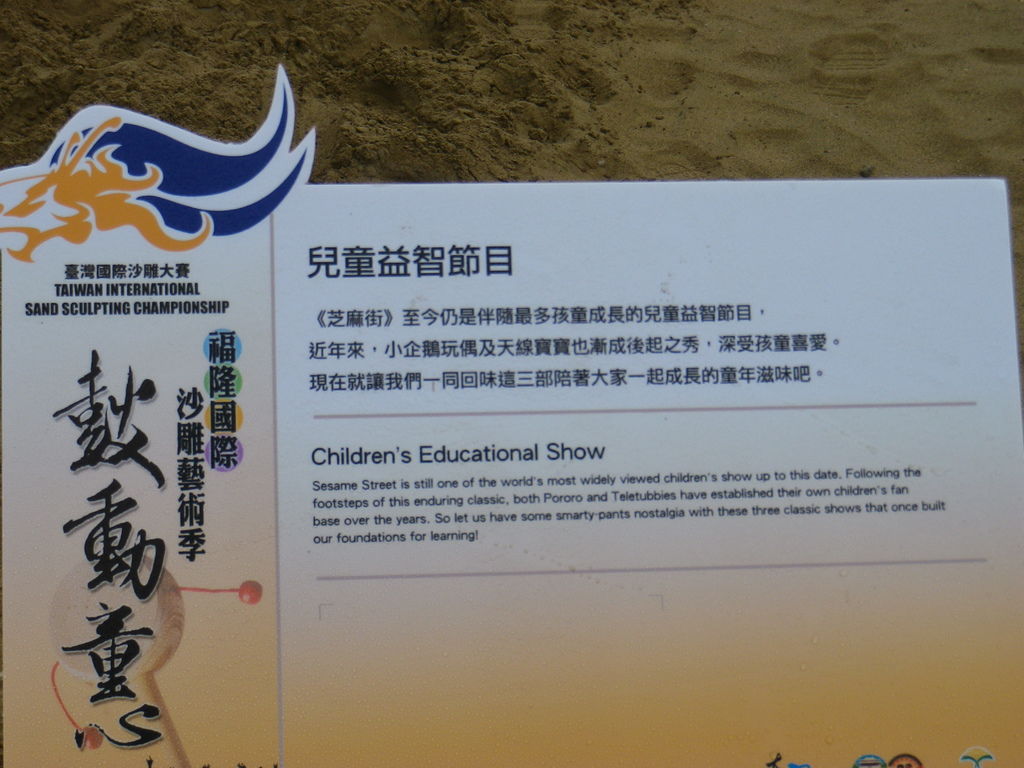 臺灣國際沙雕大賽
TAIWAN INTERNATIONAL
SAND SCULPTING CHAMPIONSHIP
福隆國際
沙雕藝術季
鼓動童心
兒童益智節目
《芝麻街》至今仍是伴隨最多孩童成長的兒童益智節目，
近年來，小企鵝玩偶及天線寶寶也漸成後起之秀，深受孩童喜愛。
現在就讓我們一同回味這三部陪著大家一起成長的童年滋味吧。
Children's Educational Show
Sesame Street is still one of the world's most widely viewed children's show up to this date. Following the
footsteps of this enduring classic, both Pororo and Teletubbies have established their own children's fan
base over the years. So let us have some smarty-pants nostalgia with these three classic shows that once built
our foundations for learning!